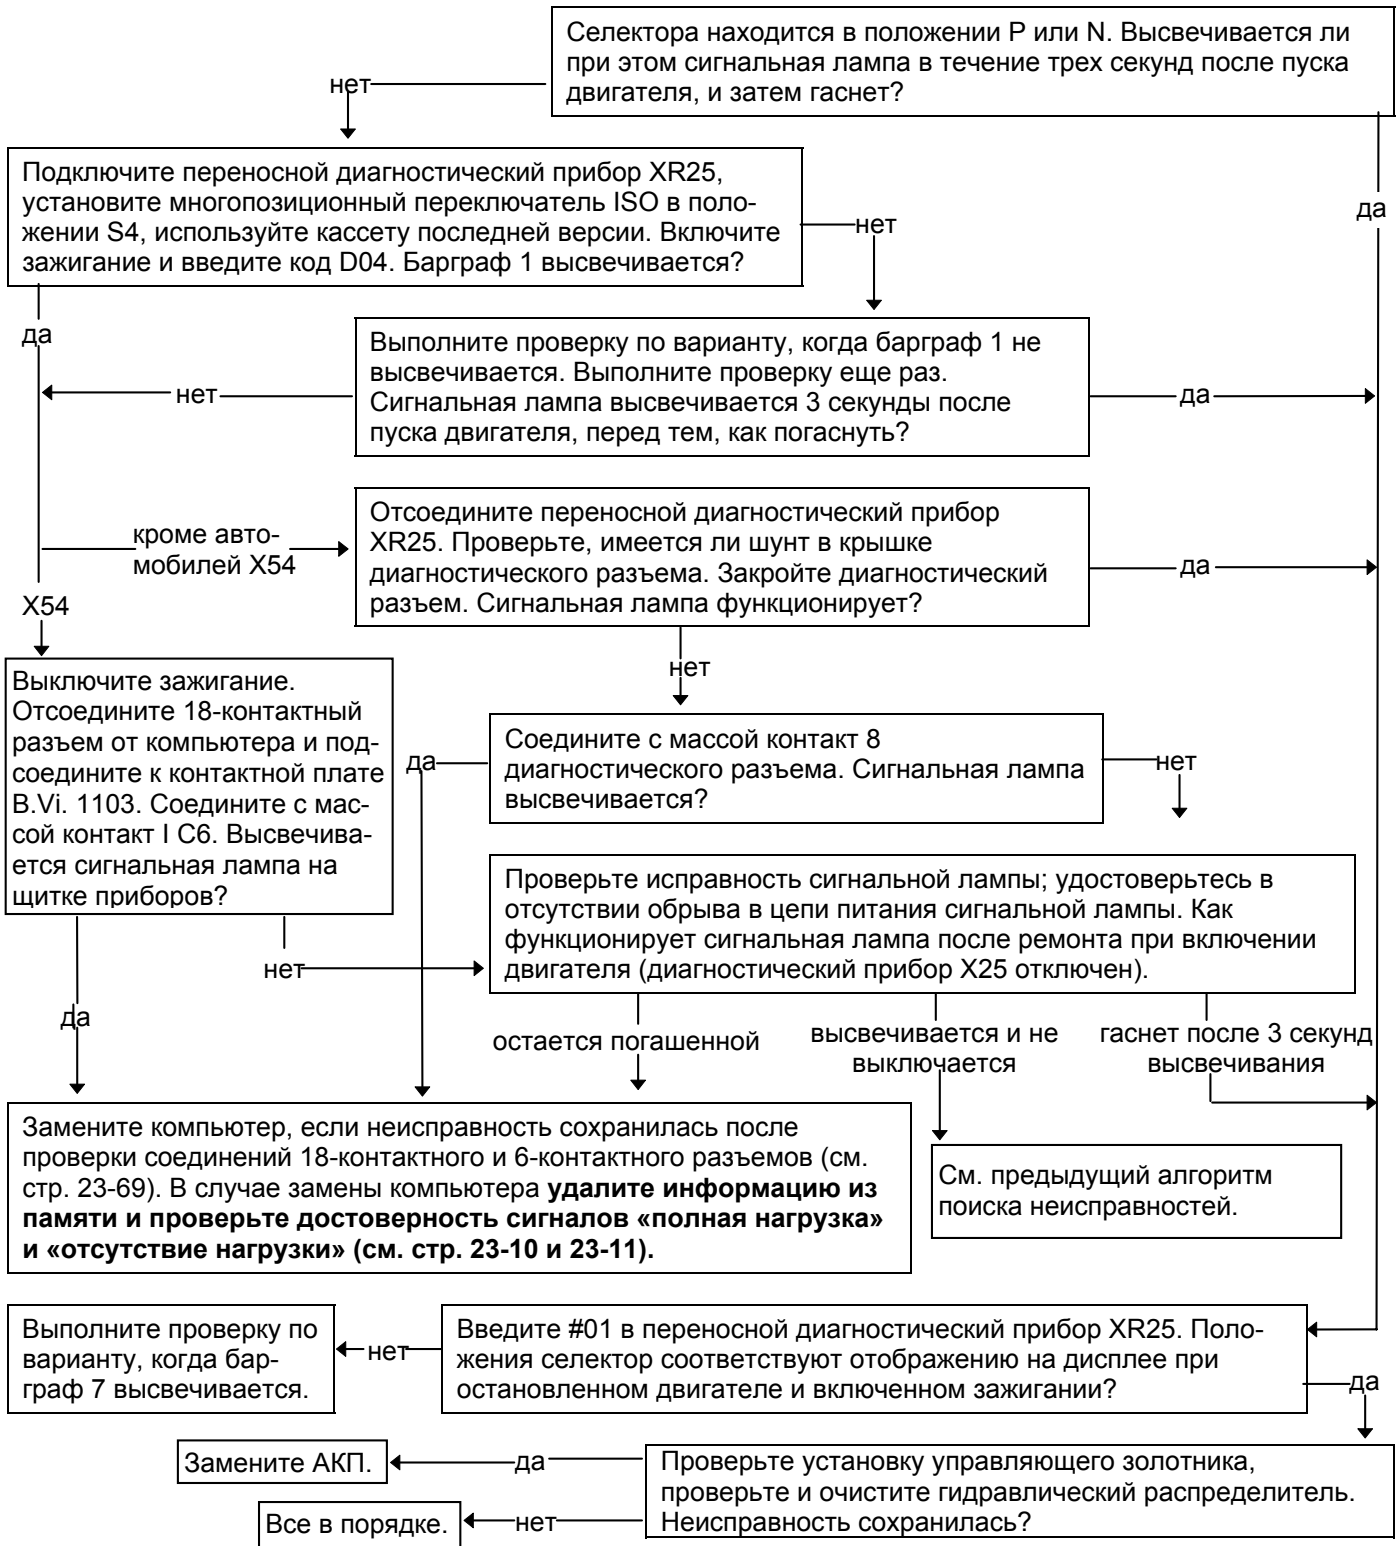 Селектора находится в положении P или N. Высвечивается ли
при этом сигнальная лампа в течение трех секунд после пуска
двигателя, и затем гаснет?
нет
да
Подключите переносной диагностический прибор XR25,
установите многопозиционный переключатель ISO в поло-
жении S4, используйте кассету последней версии. Включите
зажигание и введите код D04. Барграф 1 высвечивается?
нет
да
Выполните проверку по варианту, когда барграф 1 не
высвечивается. Выполните проверку еще раз.
Сигнальная лампа высвечивается 3 секунды после
пуска двигателя, перед тем, как погаснуть?
нет
да
кроме авто-
мобилей X54
Отсоедините переносной диагностический прибор
XR25. Проверьте, имеется ли шунт в крышке
диагностического разъема. Закройте диагностический
разъем. Сигнальная лампа функционирует?
да
X54
нет
Выключите зажигание.
Отсоедините 18-контактный
разъем от компьютера и под-
соедините к контактной плате
B.Vi. 1103. Соедините с мас-
сой контакт I C6. Высвечива-
ется сигнальная лампа на
щитке приборов?
да
Соедините с массой контакт 8
диагностического разъема. Сигнальная лампа
высвечивается?
нет
Проверьте исправность сигнальной лампы; удостоверьтесь в
отсутствии обрыва в цепи питания сигнальной лампы. Как
функционирует сигнальная лампа после ремонта при включении
двигателя (диагностический прибор X25 отключен).
нет
да
остается погашенной
высвечивается и не
выключается
гаснет после 3 секунд
высвечивания
Замените компьютер, если неисправность сохранилась после
проверки соединений 18-контактного и 6-контактного разъемов (см.
стр. 23-69). В случае замены компьютера удалите информацию из
памяти и проверьте достоверность сигналов «полная нагрузка»
и «отсутствие нагрузки» (см. стр. 23-10 и 23-11).
См. предыдущий алгоритм
поиска неисправностей.
Выполните проверку по
варианту, когда бар-
граф 7 высвечивается.
нет
Введите #01 в переносной диагностический прибор XR25. Поло-
жения селектор соответствуют отображению на дисплее при
остановленном двигателе и включенном зажигании?
да
Замените АКП.
да
Проверьте установку управляющего золотника,
проверьте и очистите гидравлический распределитель.
Неисправность сохранилась?
Все в порядке.
нет